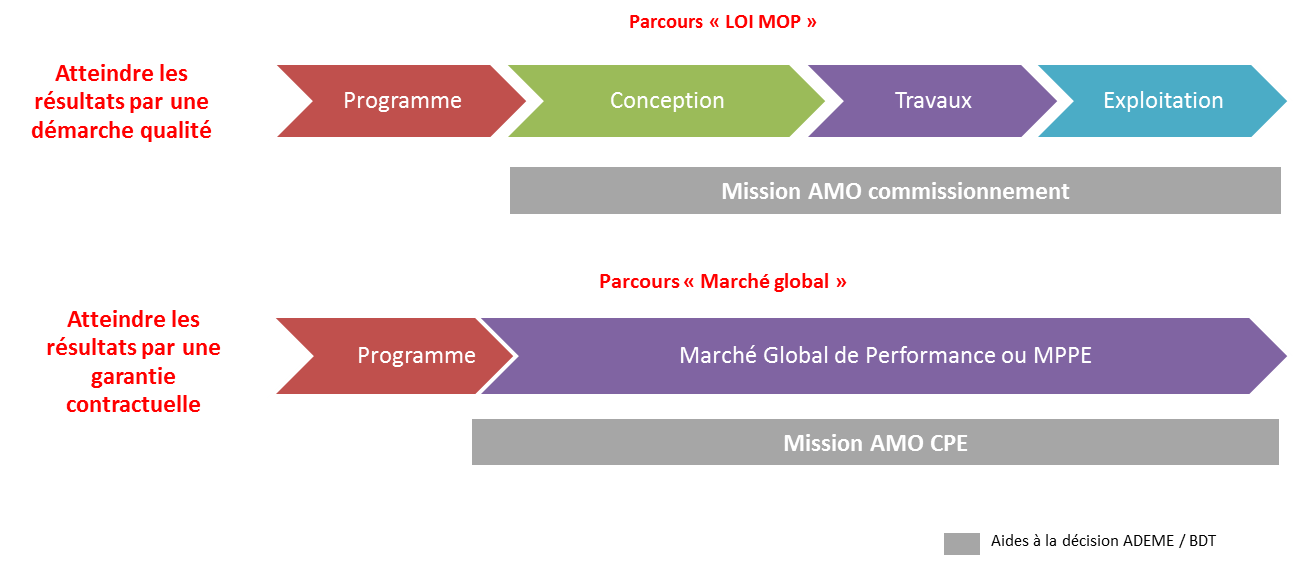 Parcours « LOI MOP »
Atteindre les
résultats par une
démarche qualité
Programme
Conception
Travaux
Exploitation
Mission AMO commissionnement
Parcours « Marché global »
Atteindre les
résultats par une
garantie
contractuelle
Programme
Marché Global de Performance ou MPPE
Mission AMO CPE
Aides à la décision ADEME / BDT